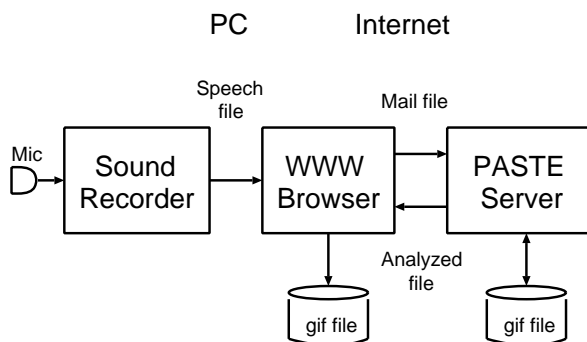 PC
Internet
Speech
file
Mail file
Mic
Sound
Recorder
WWW
Browser
PASTE
Server
Analyzed
file
gif file
gif file